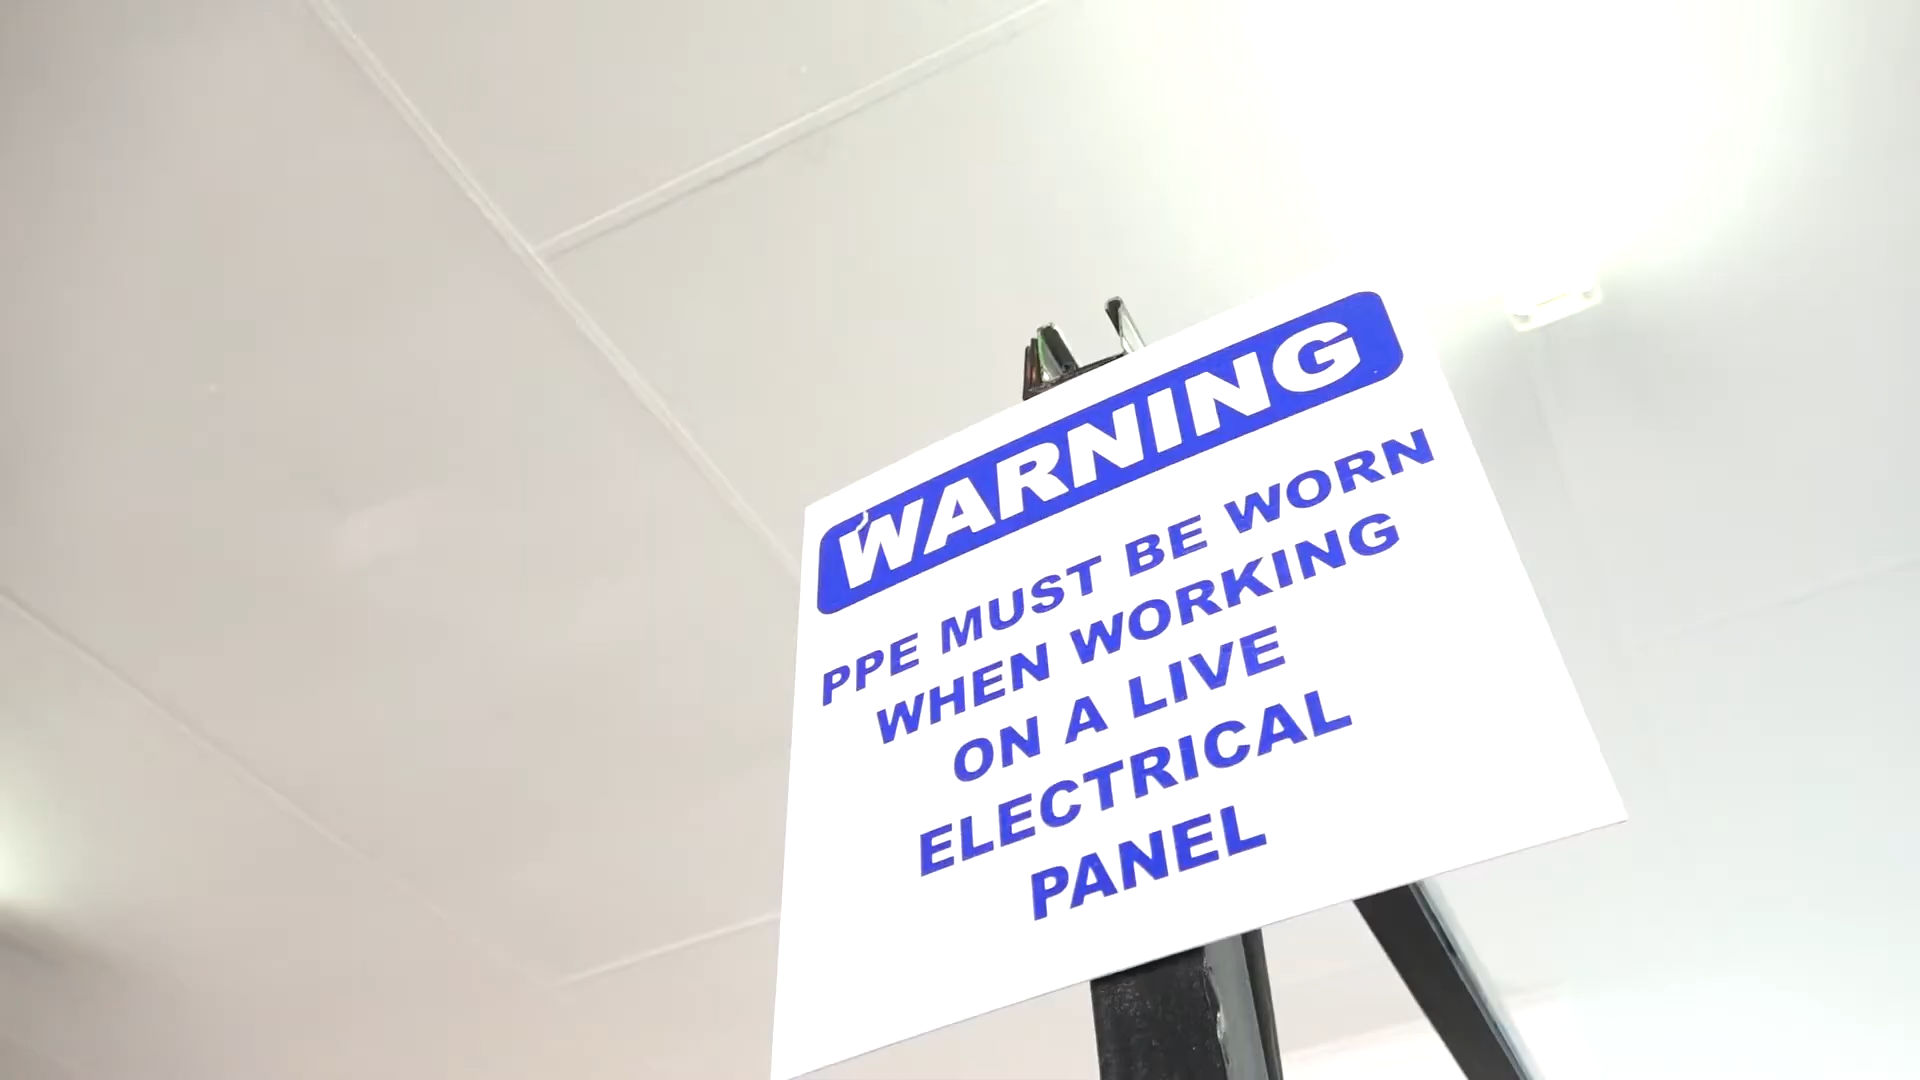 WARNING
PPE MUST BE WORN
WHEN WORKING
ON A LIVE
ELECTRICAL
PANEL